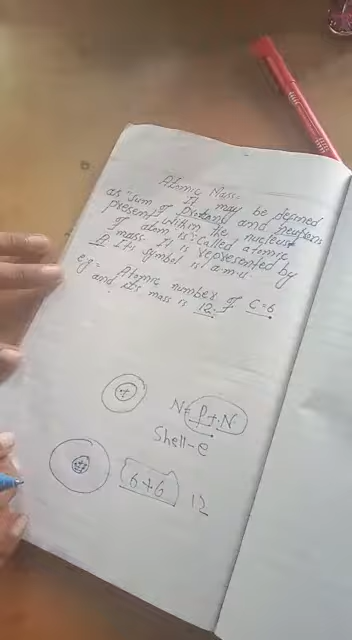 Atomic Mass-
It may be defined
as "sum of protons and neutrons
present within the nucleus
of atom is" called atomic
mass. It is represented by
A. Its symbol is a.m.u
eg- Atomic number of C=6
and its mass is 12.
+
N=P+N
Shell-e
6+6 12